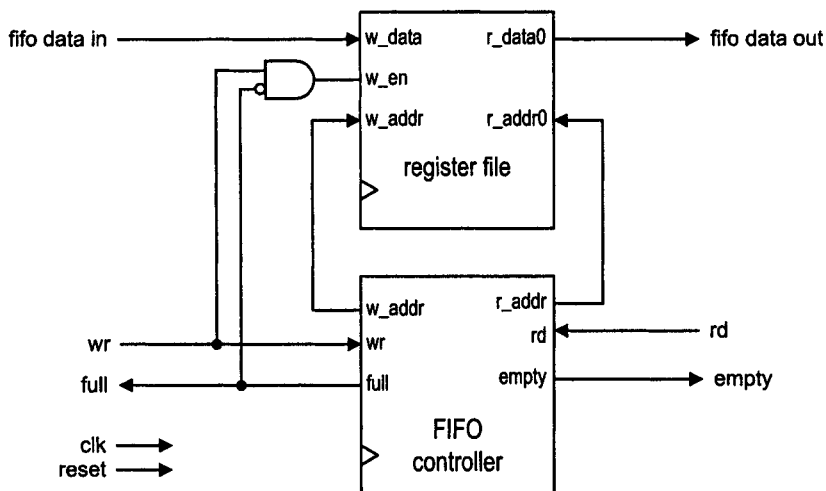 fifo data in
w_data
r_data0
fifo data out
w_en
w_addr
r_addr0
register file
w_addr
r_addr
wr
wr
rd
rd
full
full
empty
empty
clk
reset
FIFO
controller